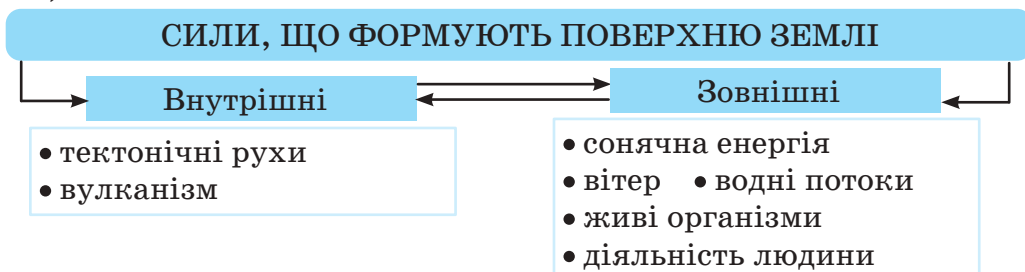 СИЛИ, ЩО ФОРМУЮТЬ ПОВЕРХНЮ ЗЕМЛІ
Внутрішні
• тектонічні рухи
• вулканізм
Зовнішні
• сонячна енергія
• вітер • водні потоки
• живі організми
• діяльність людини